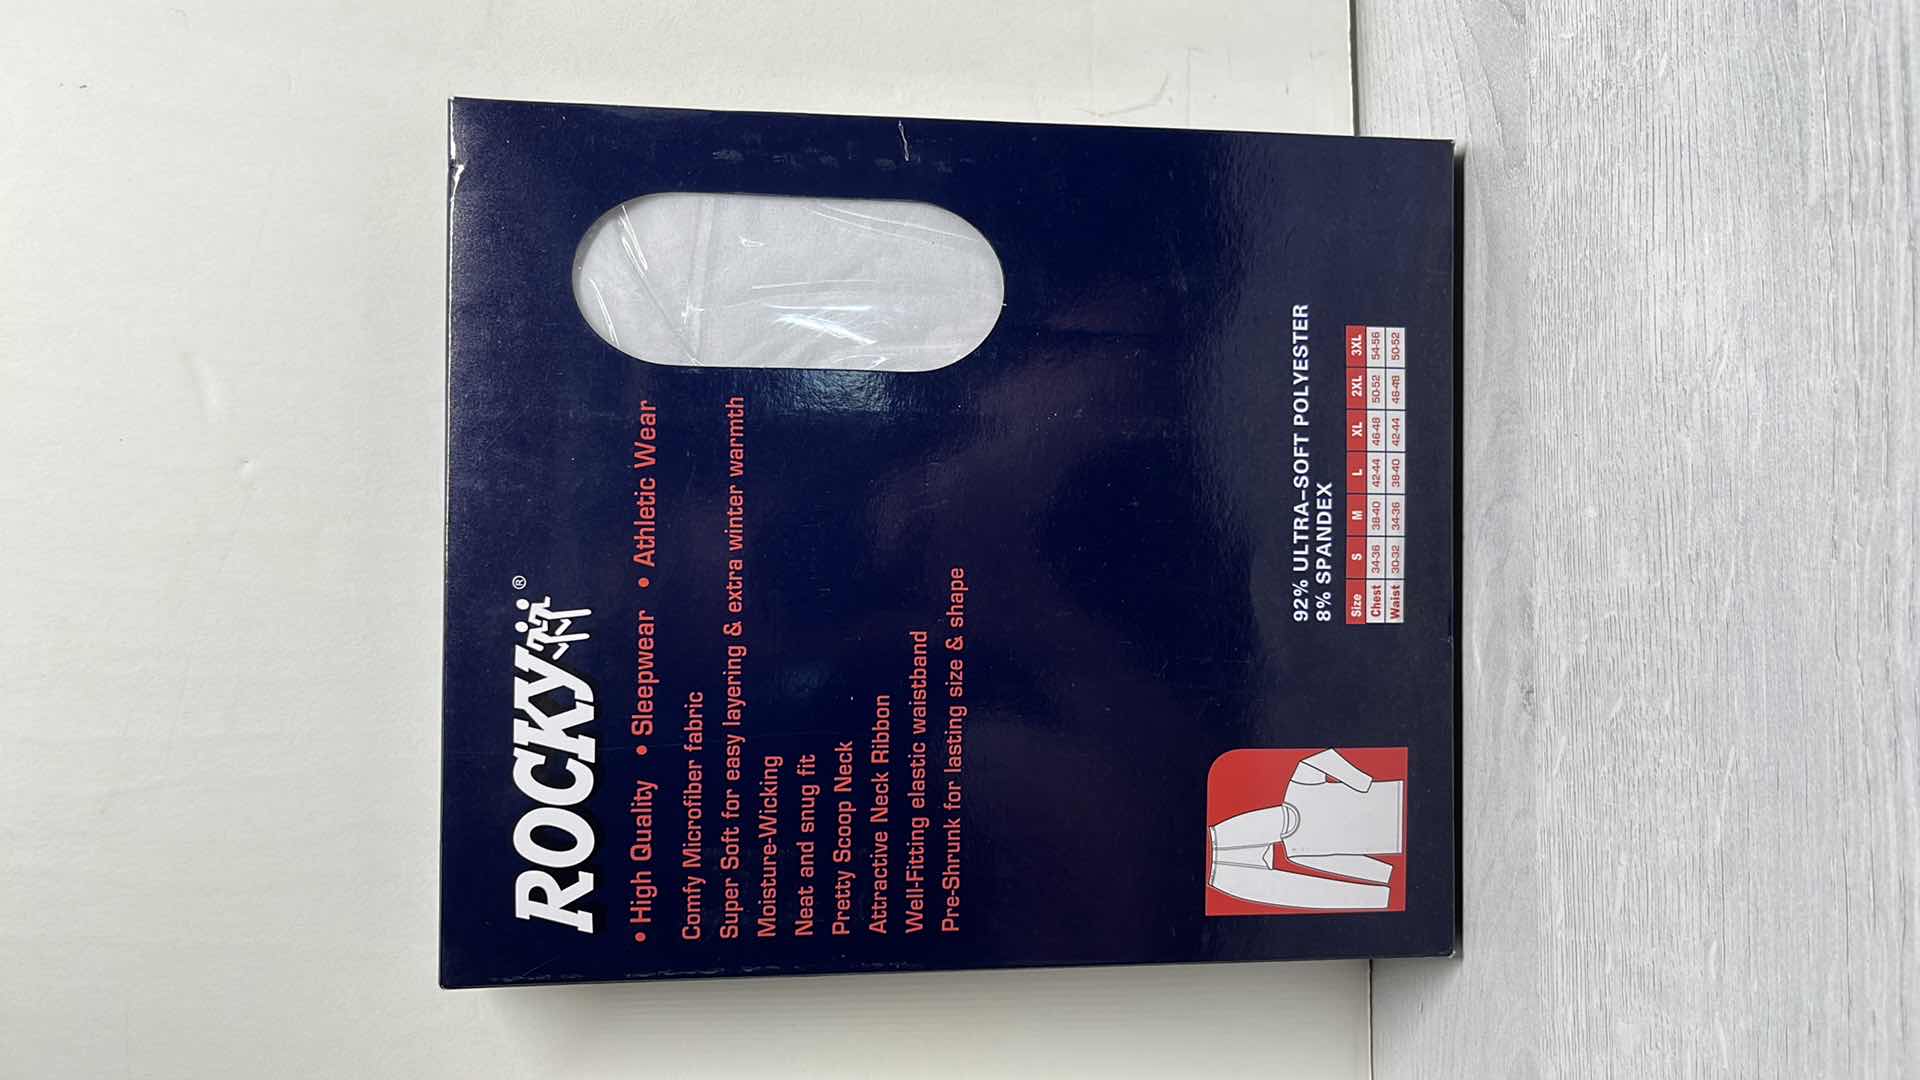 ROCKY®
• High Quality • Sleepwear • Athletic Wear
Comfy Microfiber fabric
Super Soft for easy layering & extra winter warmth
Moisture-Wicking
Neat and snug fit
Pretty Scoop Neck
Attractive Neck Ribbon
Well-Fitting elastic waistband
Pre-Shrunk for lasting size & shape
92% ULTRA-SOFT POLYESTER
8% SPANDEX
Size S M L XL 2XL 3XL
Chest 34-36 38-40 42-44 46-48 50-52 54-56
Waist 30-32 34-36 38-40 42-44 46-48 50-52